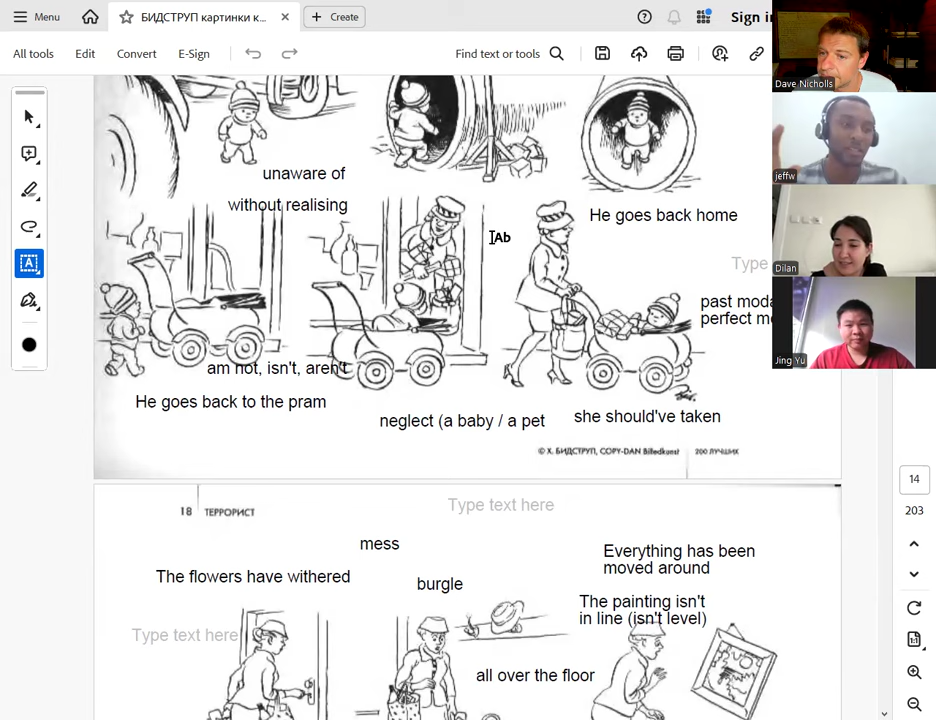 Menu
БИДСТРУП картинки к...
Create
Sign in
All tools
Edit
Convert
E-Sign
Find text or tools
Dave Nicholls
jeffw
Dilan
Jing Yu
unaware of
without realising
Ab
He goes back home
Type
past moda
perfect mo
am not, isn't, aren't
He goes back to the pram
neglect (a baby / a pet
she should've taken
© Х. БИДСТРУП, COPY-DAN Billedkunst
200 ЛУЧШИХ
14
203
18 ТЕРРОРИСТ
Type text here
mess
The flowers have withered
burgle
Everything has been
moved around
The painting isn't
in line (isn't level)
Type text here
all over the floor